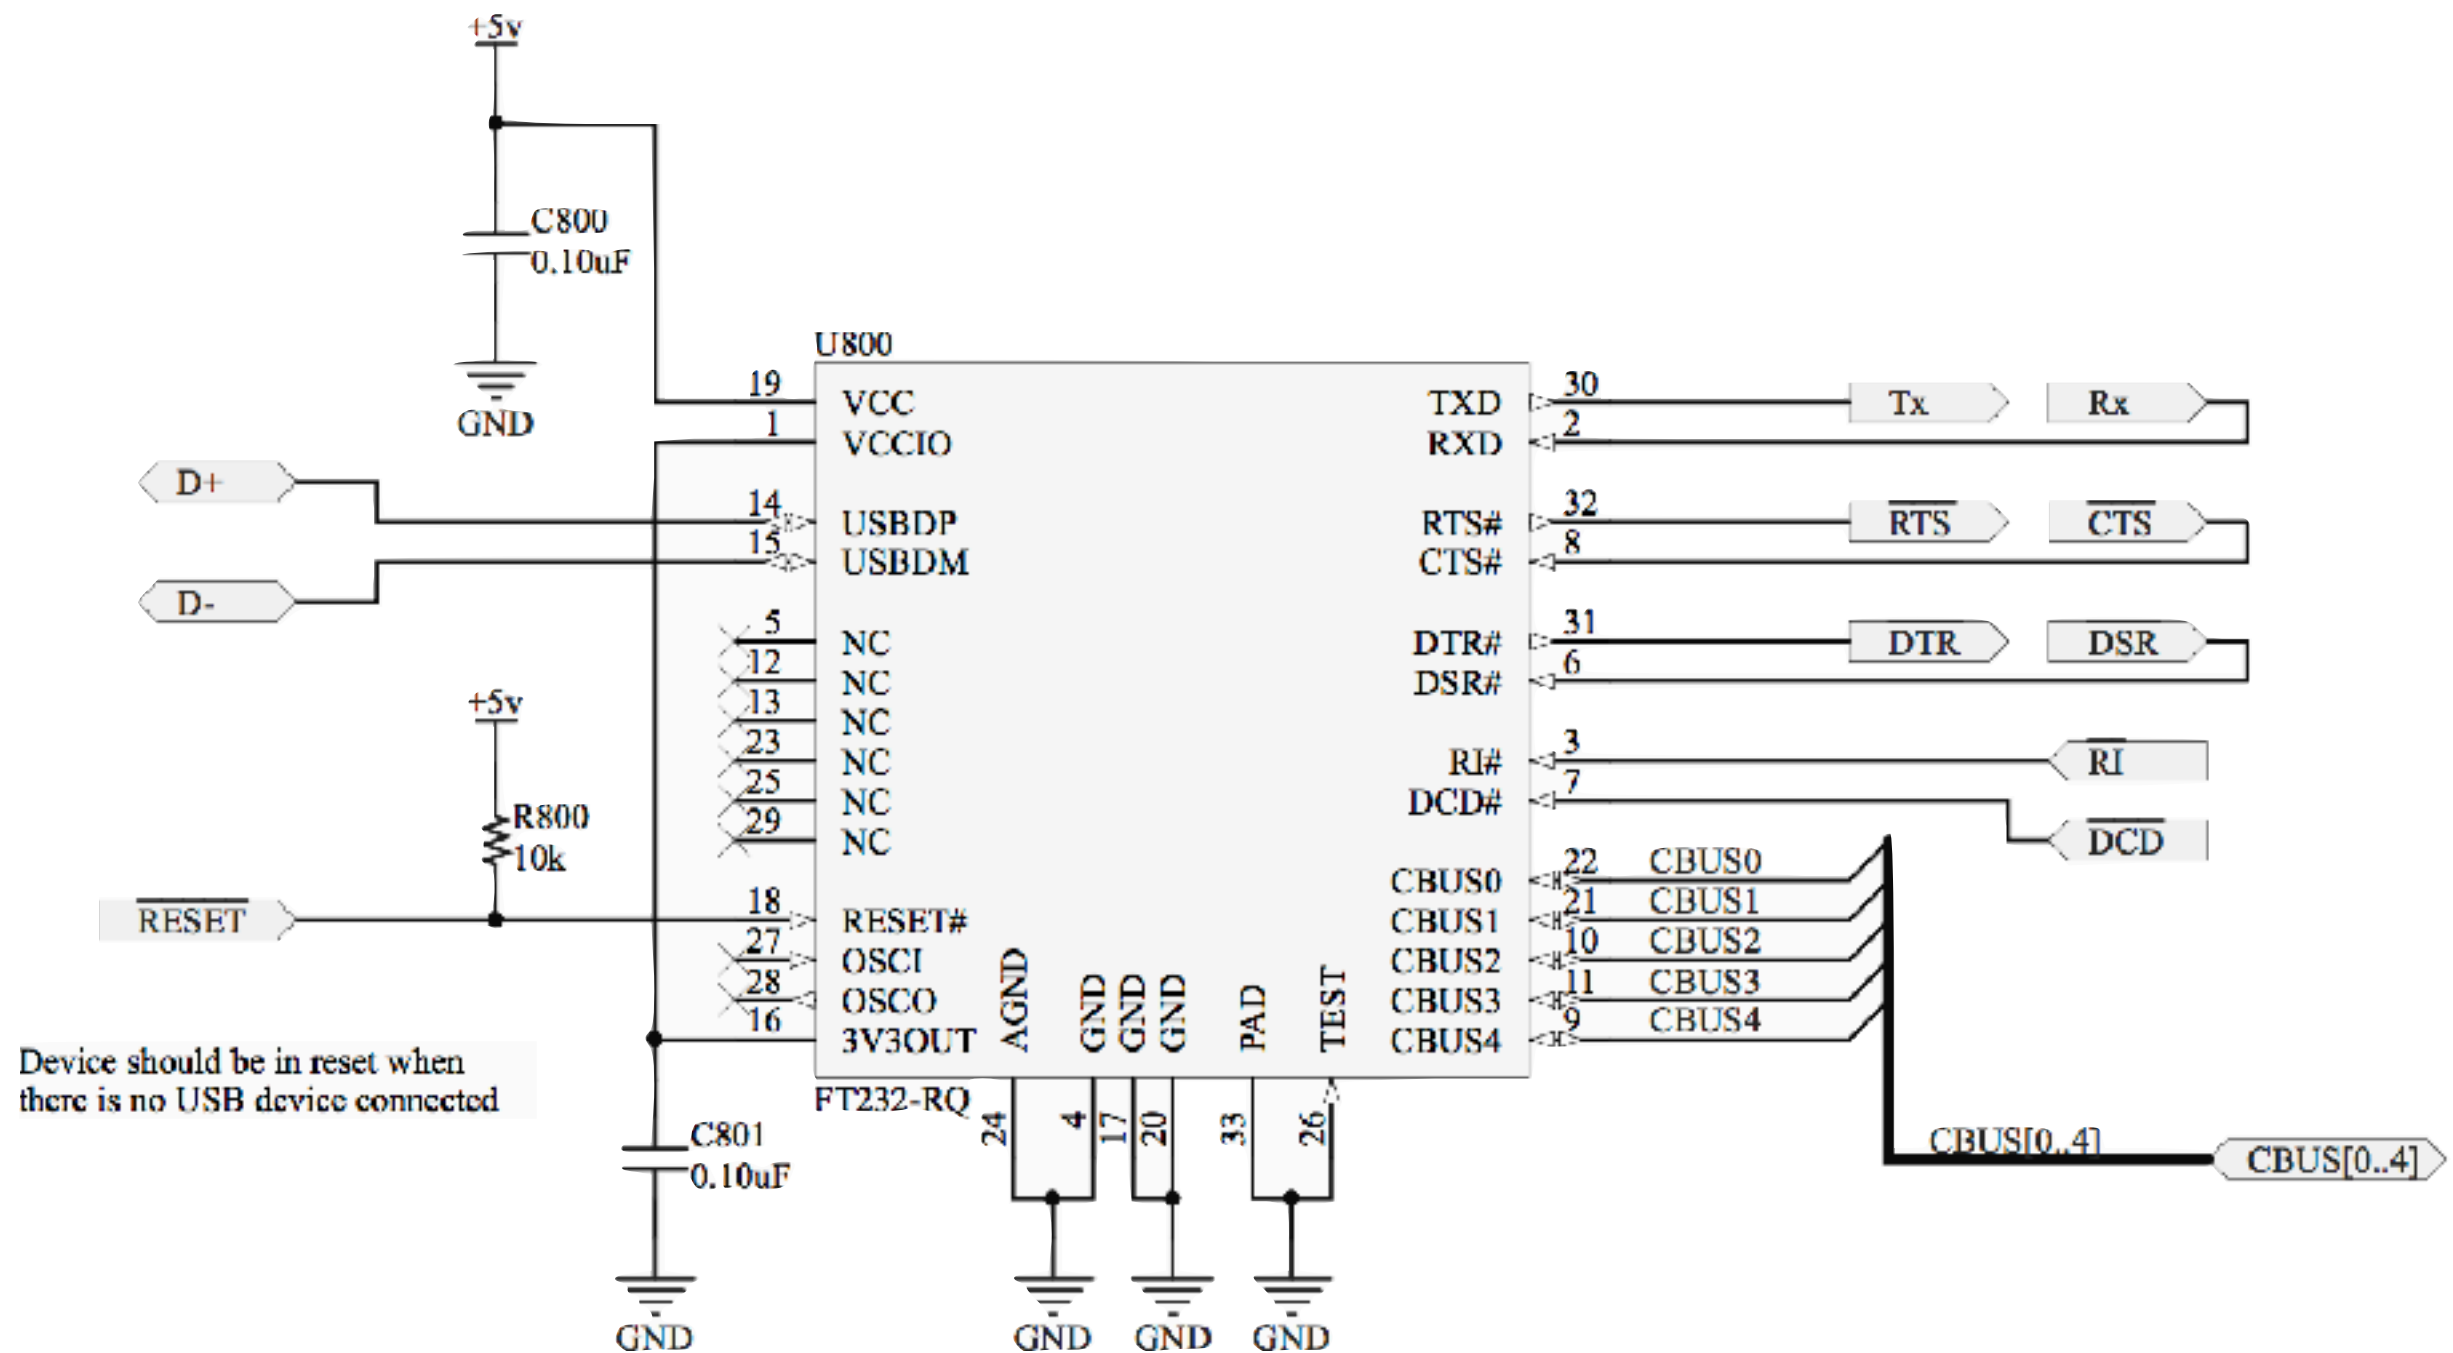 +5v
C800
0.10uF
GND
U800
19
VCC
1
VCCIO
D+
14
USBDP
15
USBDM
D-
5
NC
12
NC
13
NC
23
NC
25
NC
29
NC
+5v
R800
10k
RESET
18
RESET#
27
OSCI
28
OSCO
16
3V3OUT
Device should be in reset when
there is no USB device connected
FT232-RQ
C801
0.10uF
GND
AGND
GND
GND
GND
PAD
TEST
24
4
17
20
33
26
GND
GND
GND
TXD
30
Tx
Rx
RXD
2
RTS#
32
RTS
CTS
CTS#
8
DTR#
31
DTR
DSR
DSR#
6
RI#
3
RI
DCD#
7
DCD
CBUS0
22
CBUS0
CBUS1
21
CBUS1
CBUS2
10
CBUS2
CBUS3
11
CBUS3
CBUS4
9
CBUS4
CBUS[0..4]
CBUS[0..4]